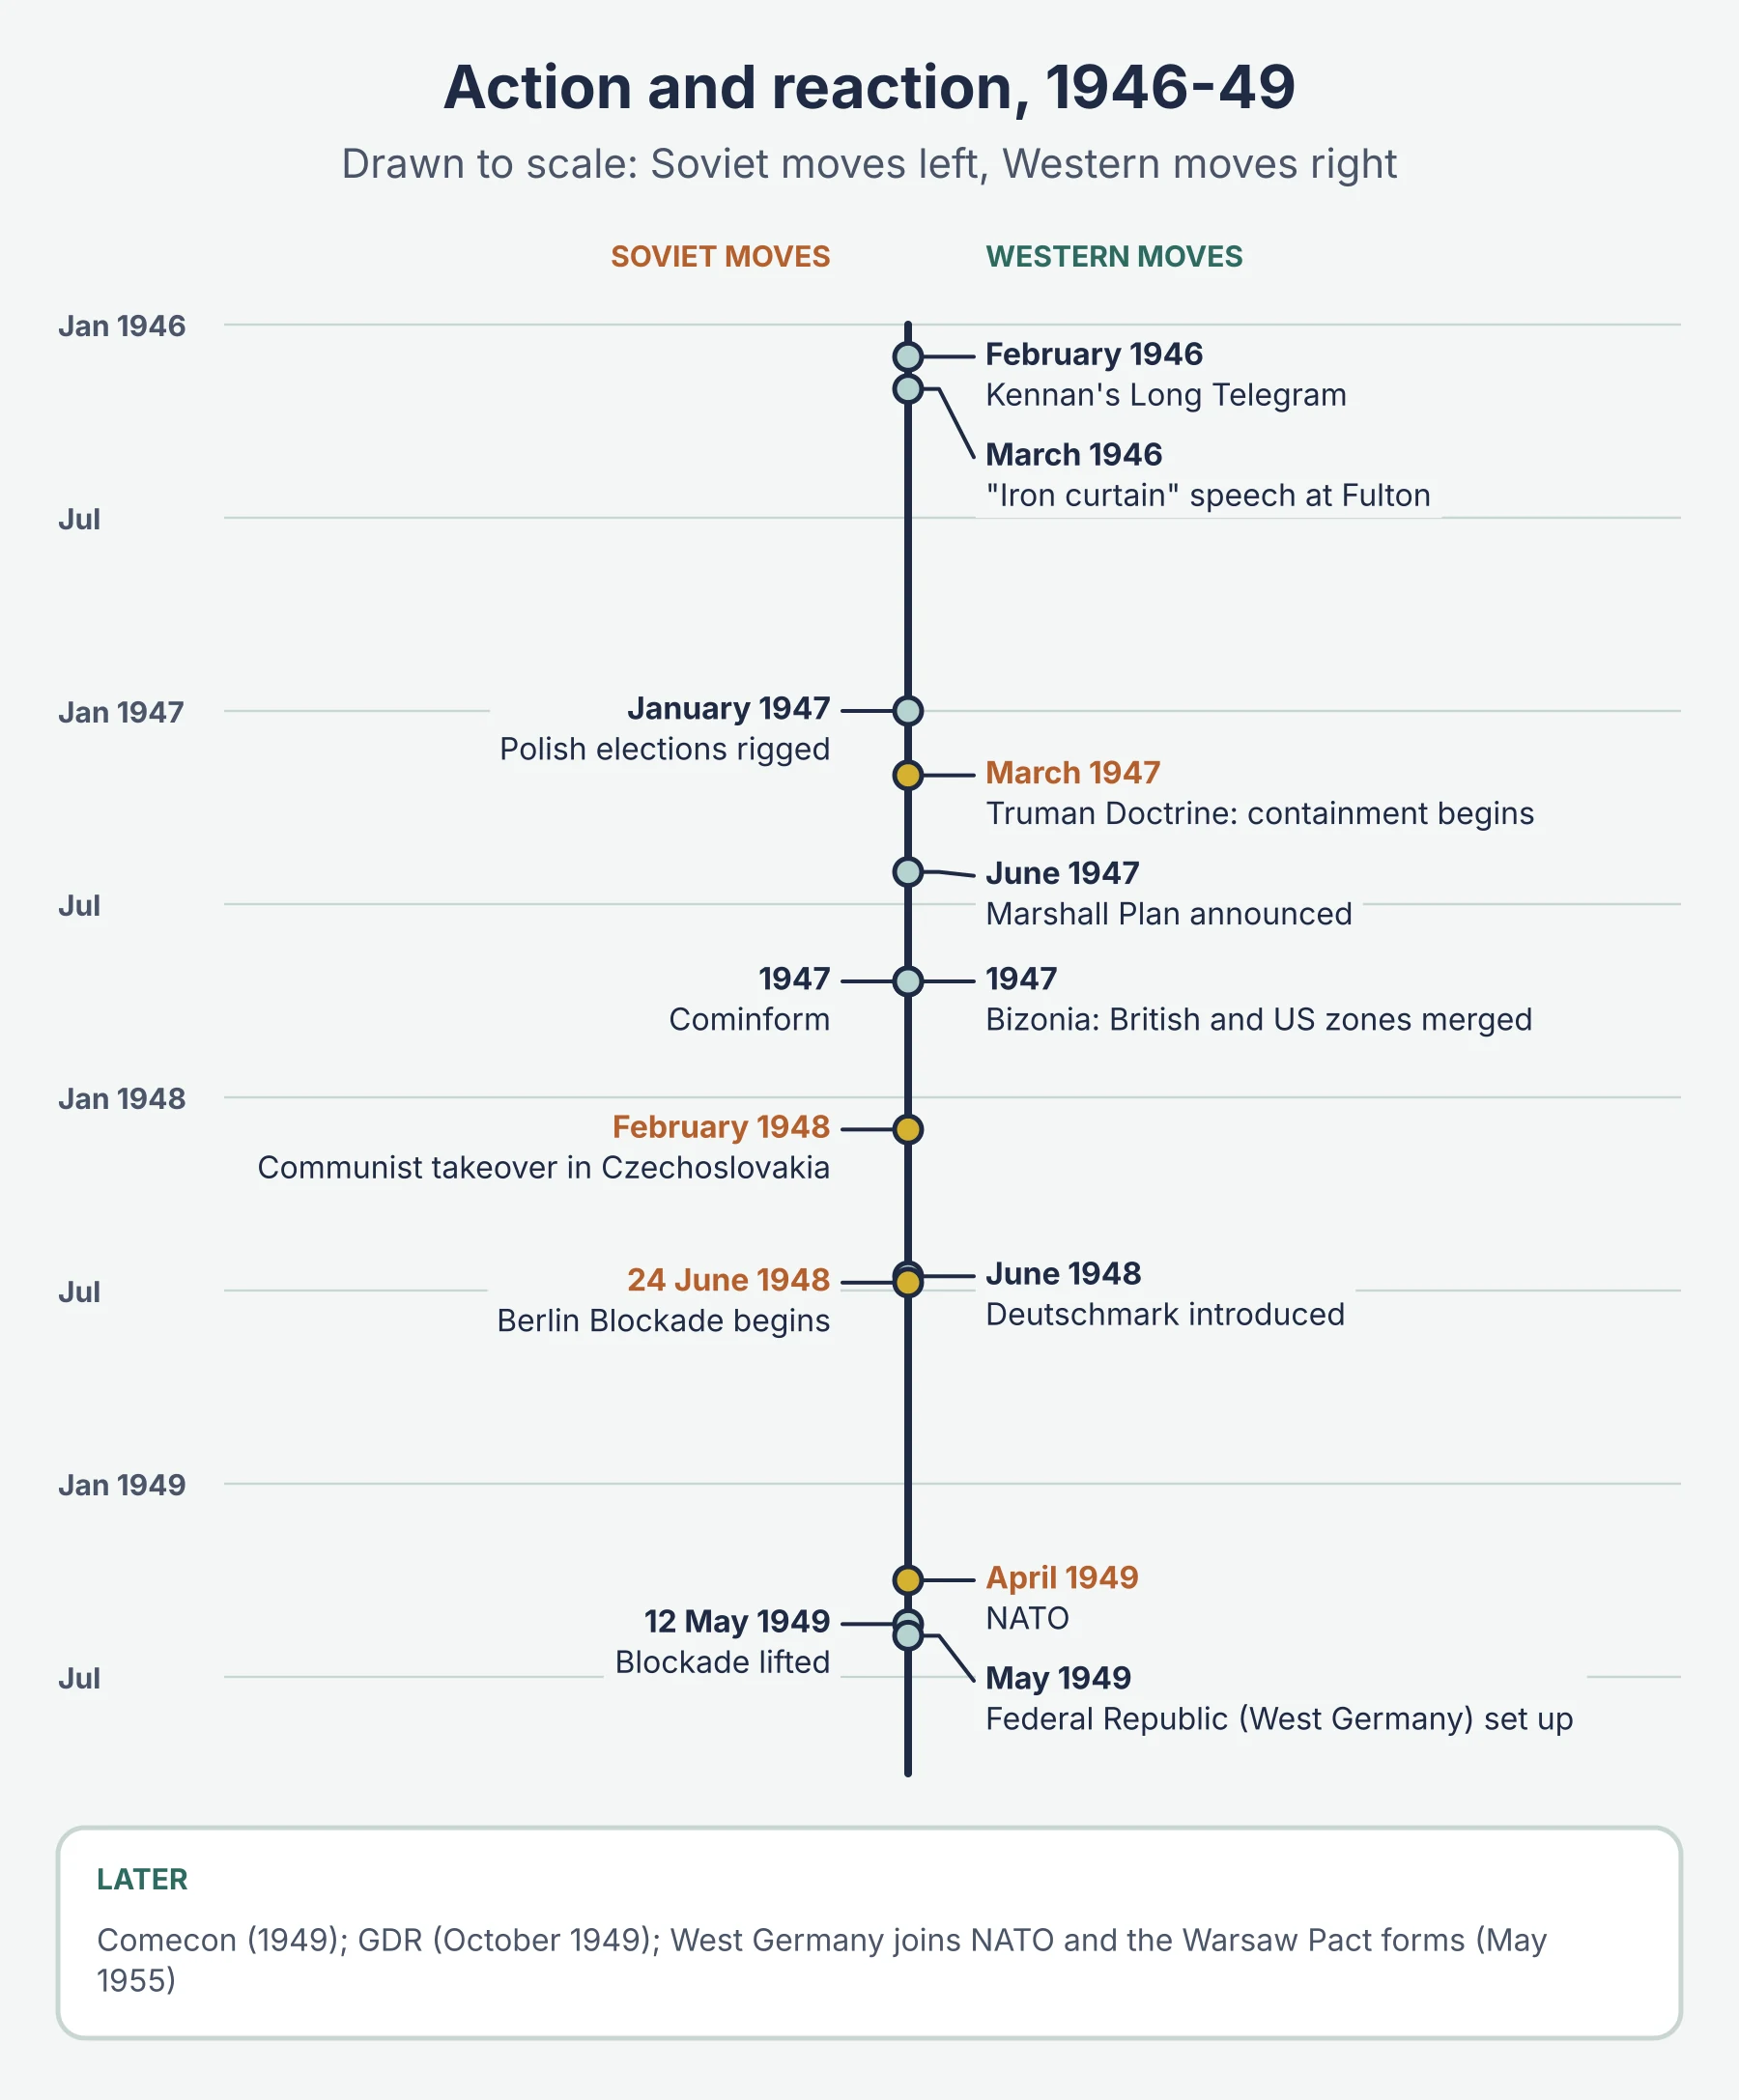 Action and reaction, 1946-49
Drawn to scale: Soviet moves left, Western moves right
SOVIET MOVES
WESTERN MOVES
Jan 1946
February 1946
Kennan's Long Telegram
March 1946
"Iron curtain" speech at Fulton
Jul
Jan 1947
January 1947
Polish elections rigged
March 1947
Truman Doctrine: containment begins
June 1947
Marshall Plan announced
Jul
1947
Cominform
1947
Bizonia: British and US zones merged
Jan 1948
February 1948
Communist takeover in Czechoslovakia
Jul
24 June 1948
Berlin Blockade begins
June 1948
Deutschmark introduced
Jan 1949
April 1949
NATO
12 May 1949
Blockade lifted
Jul
May 1949
Federal Republic (West Germany) set up
LATER
Comecon (1949); GDR (October 1949); West Germany joins NATO and the Warsaw Pact forms (May
1955)